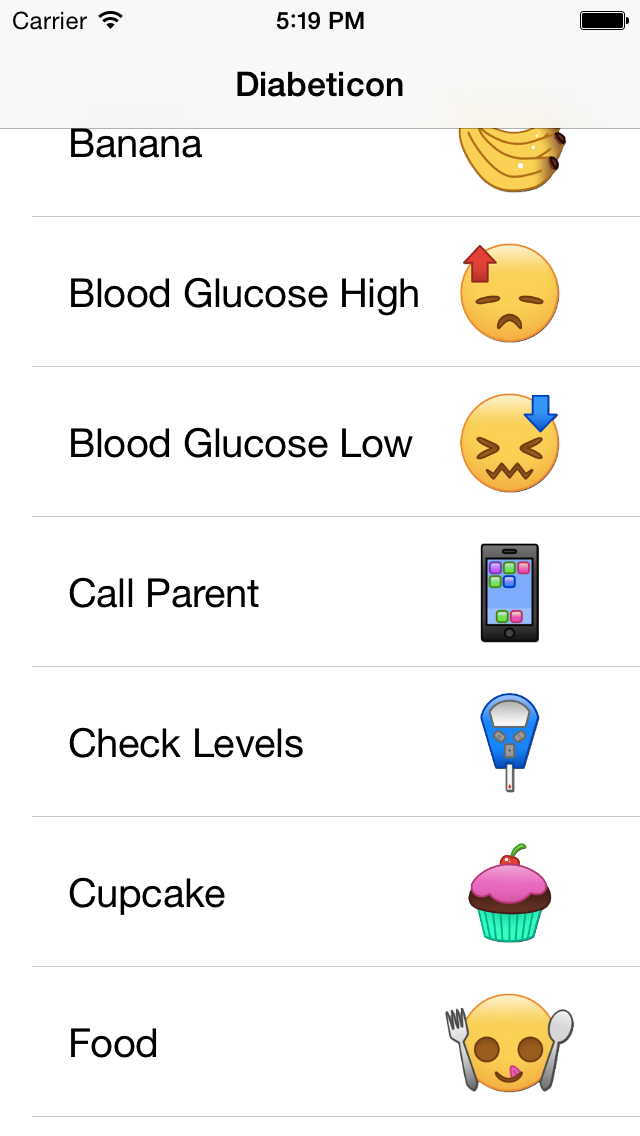 Carrier 5:19 PM
Diabeticon
Banana
Blood Glucose High
Blood Glucose Low
Call Parent
Check Levels
Cupcake
Food